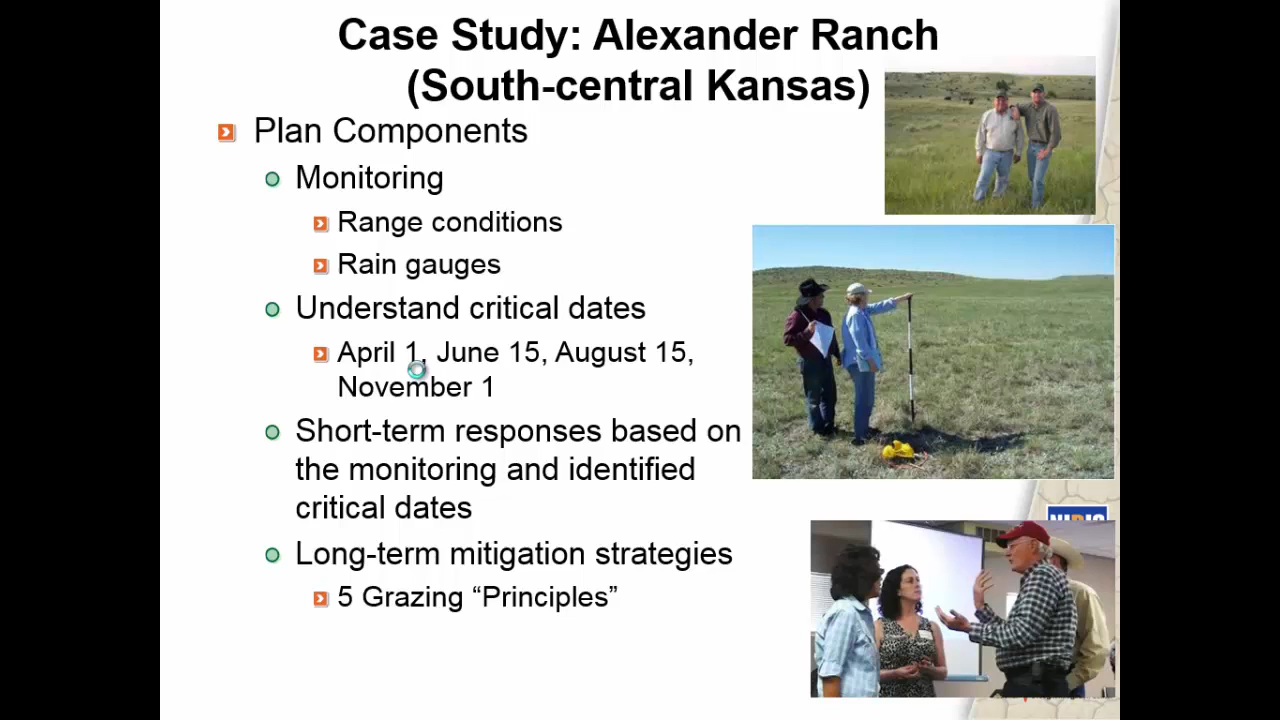 Case Study: Alexander Ranch
(South-central Kansas)
Plan Components
Monitoring
Range conditions
Rain gauges
Understand critical dates
April 1, June 15, August 15,
November 1
Short-term responses based on
the monitoring and identified
critical dates
Long-term mitigation strategies
5 Grazing “Principles”